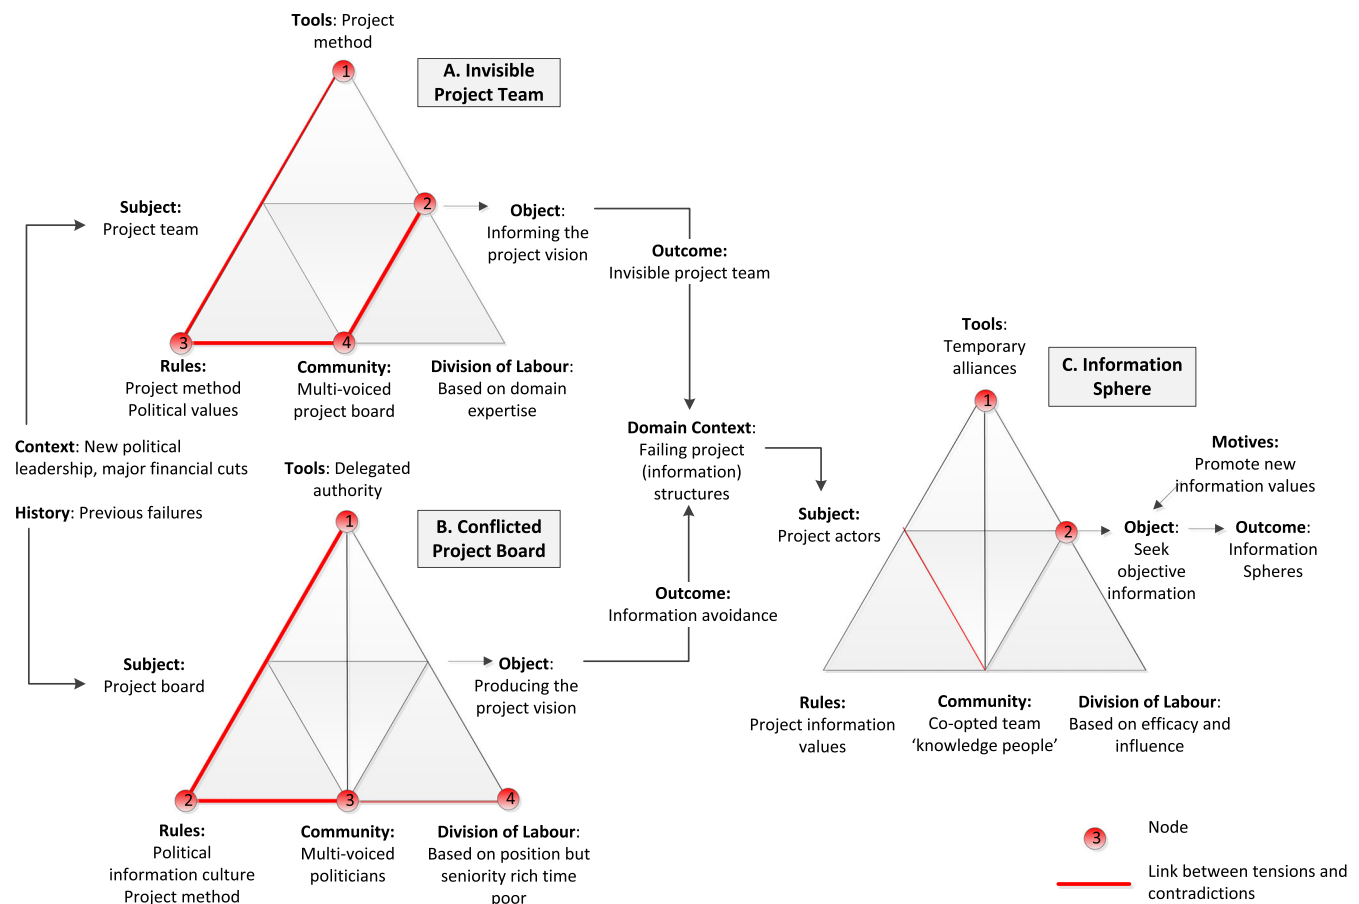 Tools: Project
method
1
A. Invisible
Project Team
2
Subject:
Project team
Object:
Informing the
project vision
Outcome:
Invisible project team
3
4
Rules:
Project method
Political values
Community:
Multi-voiced
project board
Division of Labour:
Based on domain
expertise
Context: New political
leadership, major financial cuts
History: Previous failures
Tools: Delegated
authority
1
B. Conflicted
Project Board
Subject:
Project board
Object:
Producing the
project vision
Outcome:
Information avoidance
2
3
4
Rules:
Political
information culture
Project method
Community:
Multi-voiced
politicians
Division of Labour:
Based on position but
seniority rich time
poor
Domain Context:
Failing project
(information)
structures
Tools:
Temporary
alliances
1
C. Information
Sphere
Motives:
Promote new
information values
Subject:
Project actors
2
Object:
Seek
objective
information
Outcome:
Information
Spheres
Rules:
Project information
values
Community:
Co-opted team
‘knowledge people’
Division of Labour:
Based on efficacy and
influence
3
Node
Link between tensions and
contradictions